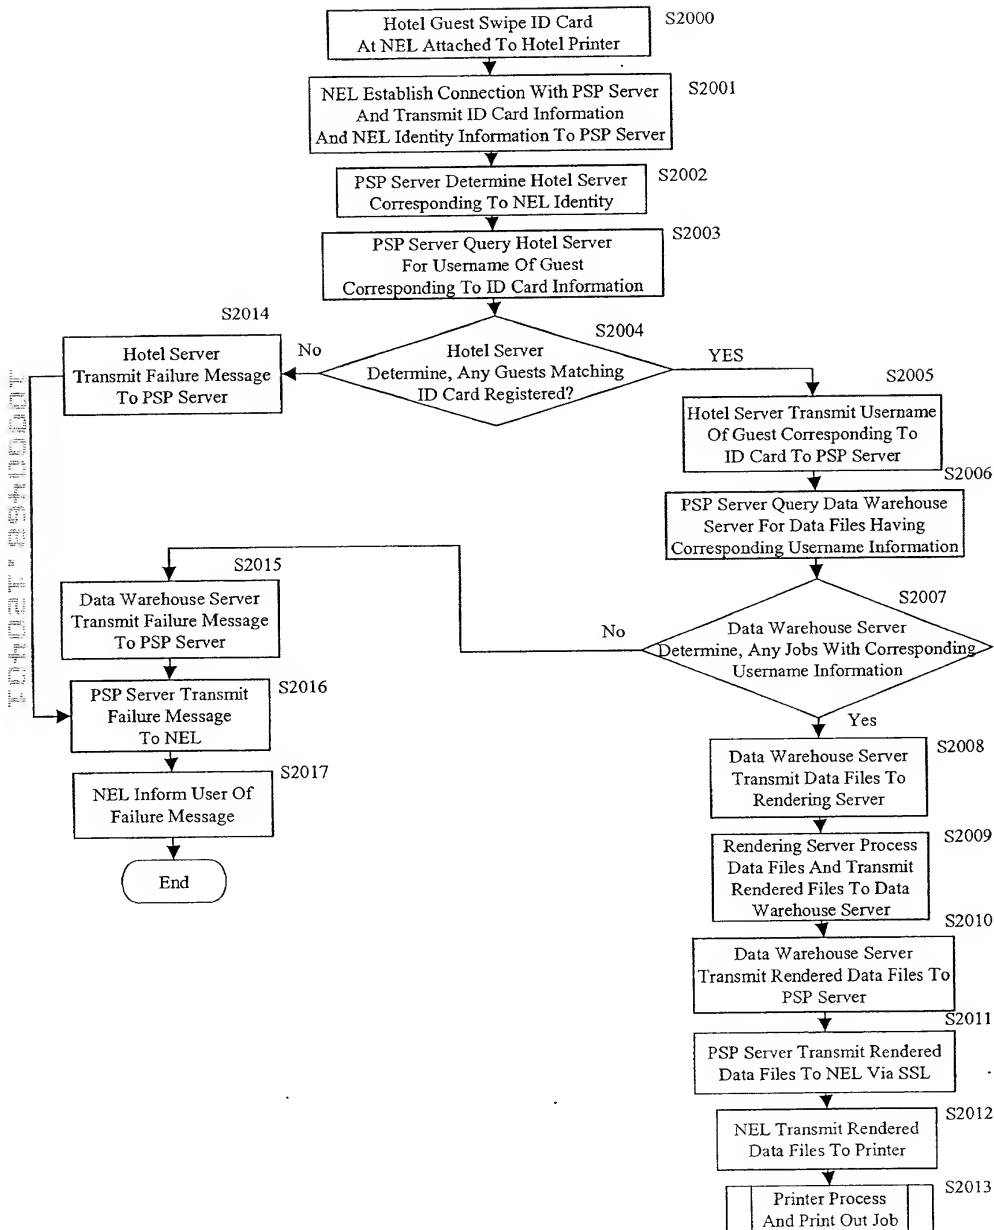 Hotel Guest Swipe ID Card
At NEL Attached To Hotel Printer
S2000
NEL Establish Connection With PSP Server
And Transmit ID Card Information
And NEL Identity Information To PSP Server
S2001
PSP Server Determine Hotel Server
Corresponding To NEL Identity
S2002
PSP Server Query Hotel Server
For Username Of Guest
Corresponding To ID Card Information
S2003
Hotel Server
Determine, Any Guests Matching
ID Card Registered?
S2004
No
YES
S2014
Hotel Server
Transmit Failure Message
To PSP Server
S2005
Hotel Server Transmit Username
Of Guest Corresponding To
ID Card To PSP Server
S2006
PSP Server Query Data Warehouse
Server For Data Files Having
Corresponding Username Information
S2007
Data Warehouse Server
Determine, Any Jobs With Corresponding
Username Information
No
Yes
S2015
Data Warehouse Server
Transmit Failure Message
To PSP Server
S2016
PSP Server Transmit
Failure Message
To NEL
S2017
NEL Inform User Of
Failure Message
End
S2008
Data Warehouse Server
Transmit Data Files To
Rendering Server
S2009
Rendering Server Process
Data Files And Transmit
Rendered Files To Data
Warehouse Server
S2010
Data Warehouse Server
Transmit Rendered Data Files To
PSP Server
S2011
PSP Server Transmit Rendered
Data Files To NEL Via SSL
S2012
NEL Transmit Rendered
Data Files To Printer
S2013
Printer Process
And Print Out Job